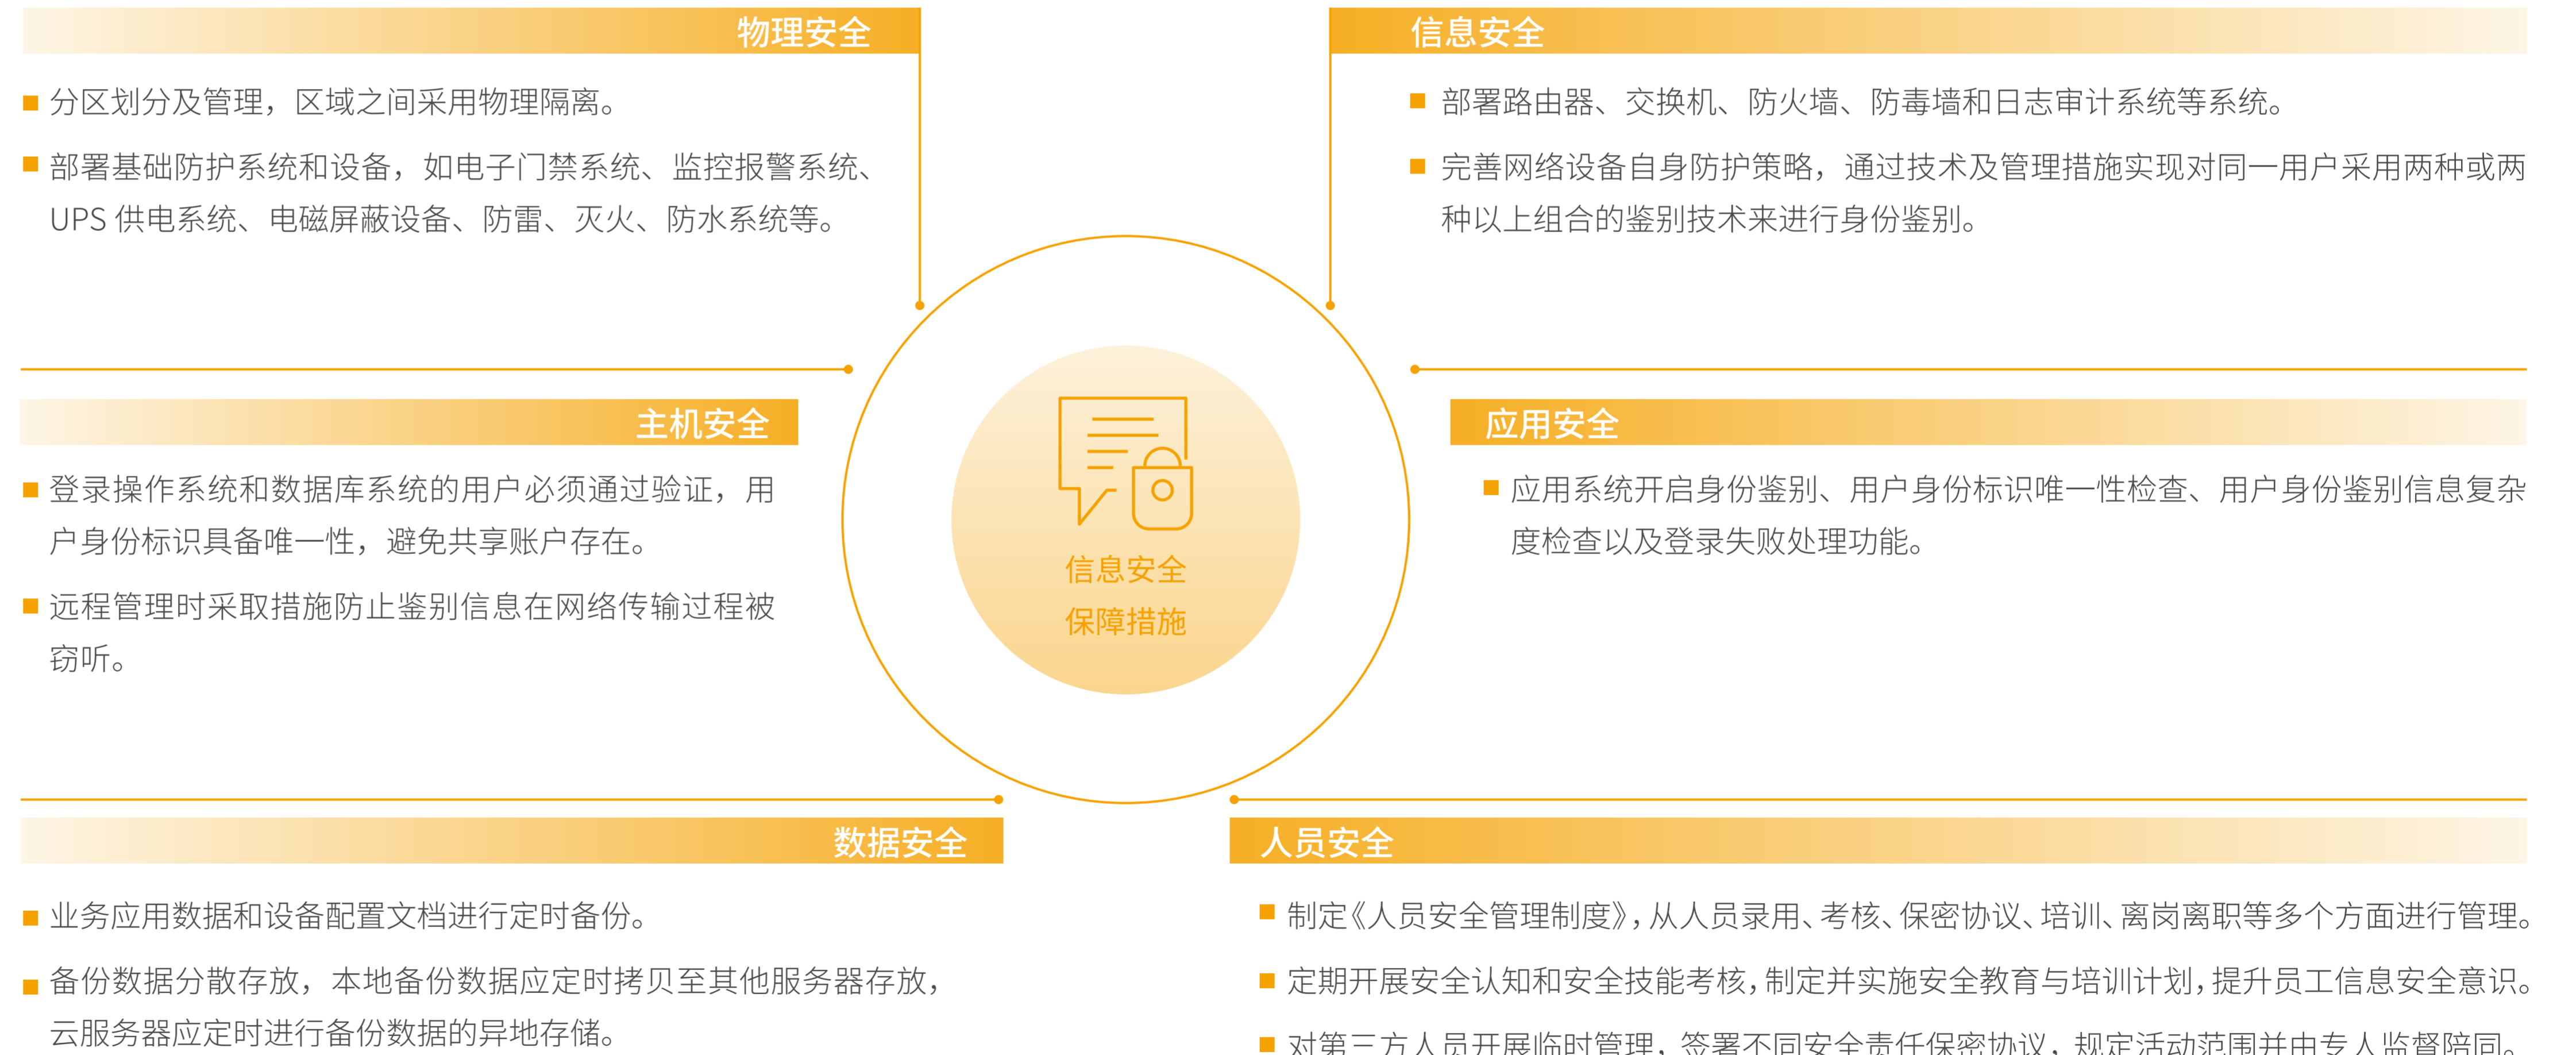 物理安全
分区划分及管理，区域之间采用物理隔离。
部署基础防护系统和设备，如电子门禁系统、监控报警系统、
UPS 供电系统、电磁屏蔽设备、防雷、灭火、防水系统等。
信息安全
部署路由器、交换机、防火墙、防毒墙和日志审计系统等系统。
完善网络设备自身防护策略，通过技术及管理措施实现对同一用户采用两种或两
种以上组合的鉴别技术来进行身份鉴别。
主机安全
登录操作系统和数据库系统的用户必须通过验证，用
户身份标识具备唯一性，避免共享账户存在。
远程管理时采取措施防止鉴别信息在网络传输过程被
窃听。
信息安全
保障措施
应用安全
应用系统开启身份鉴别、用户身份标识唯一性检查、用户身份鉴别信息复杂
度检查以及登录失败处理功能。
数据安全
业务应用数据和设备配置文档进行定时备份。
备份数据分散存放，本地备份数据应定时拷贝至其他服务器存放，
云服务器应定时进行备份数据的异地存储。
人员安全
制定《人员安全管理制度》，从人员录用、考核、保密协议、培训、离岗离职等多个方面进行管理。
定期开展安全认知和安全技能考核，制定并实施安全教育与培训计划，提升员工信息安全意识。
对第三方人员开展临时管理，签署不同安全责任保密协议，规定活动范围并由专人监督陪同。